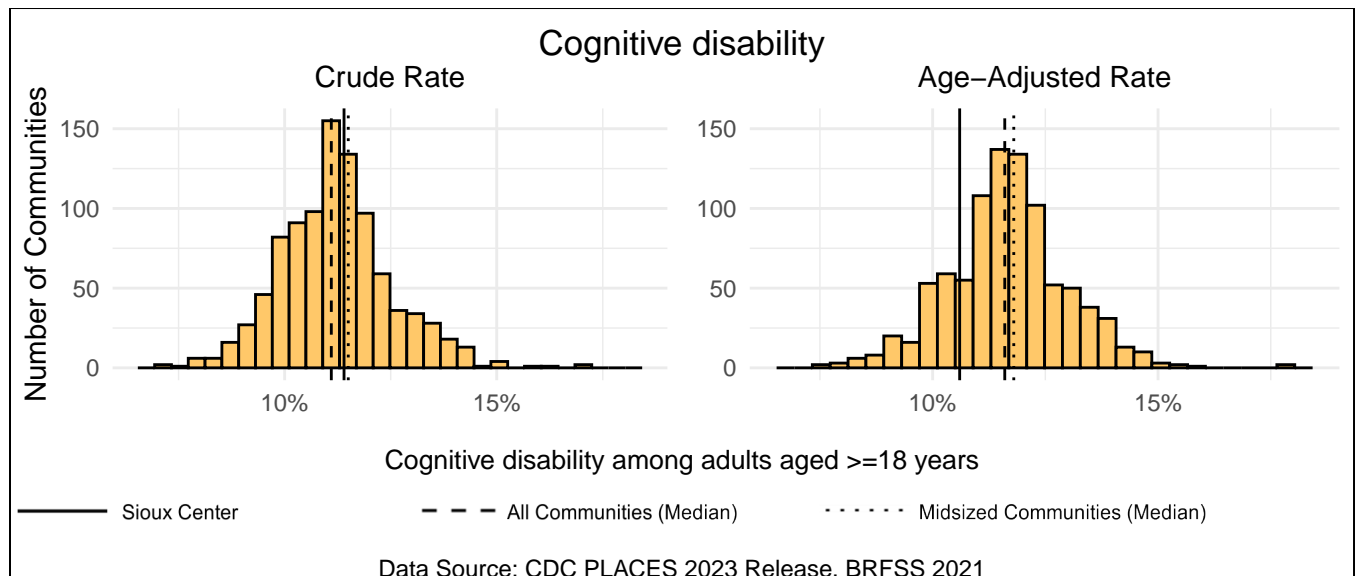 Cognitive disability
Crude Rate
Age−Adjusted Rate
Number of Communities
150
100
50
0
10%
15%
150
100
50
0
10%
15%
Cognitive disability among adults aged >=18 years
Sioux Center
All Communities (Median)
Midsized Communities (Median)
Data Source: CDC PLACES 2023 Release, BRFSS 2021